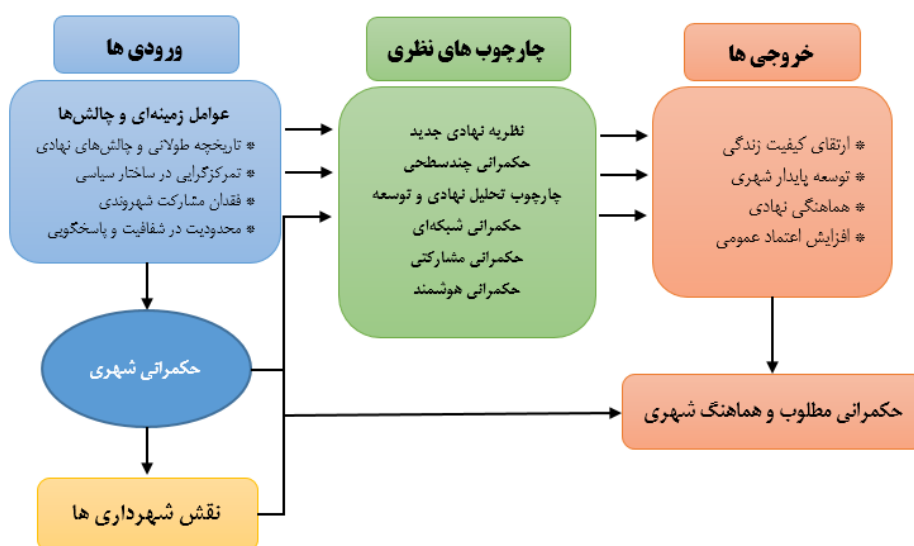 ورودی ها
چارچوب های نظری
خروجی ها
عوامل زمینه‌ای و چالش‌ها
* تاریخچه طولانی و چالش‌های نهادی
* تمرکزگرایی در ساختار سیاسی
* فقدان مشارکت شهروندی
* محدودیت در شفافیت و پاسخگویی
نظریه نهادی جدید
حکمرانی چندسطحی
چارچوب تحلیل نهادی و توسعه
حکمرانی شبکه‌ای
حکمرانی مشارکتی
حکمرانی هوشمند
* ارتقای کیفیت زندگی
* توسعه پایدار شهری
* هماهنگی نهادی
* افزایش اعتماد عمومی
حکمرانی شهری
حکمرانی مطلوب و هماهنگ شهری
نقش شهرداری ها